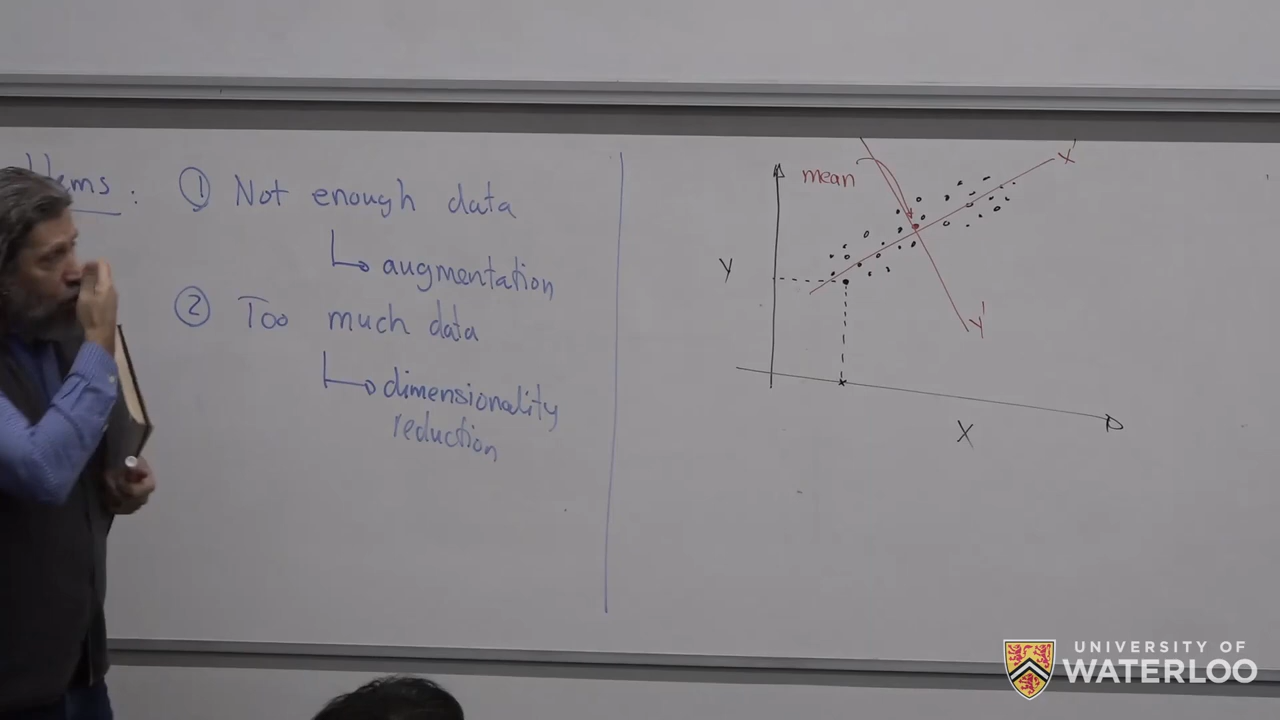 ① Not enough data
augmentation
② Too much data
dimensionality
reduction
mean
X'
Y
Y'
X
UNIVERSITY OF
WATERLOO